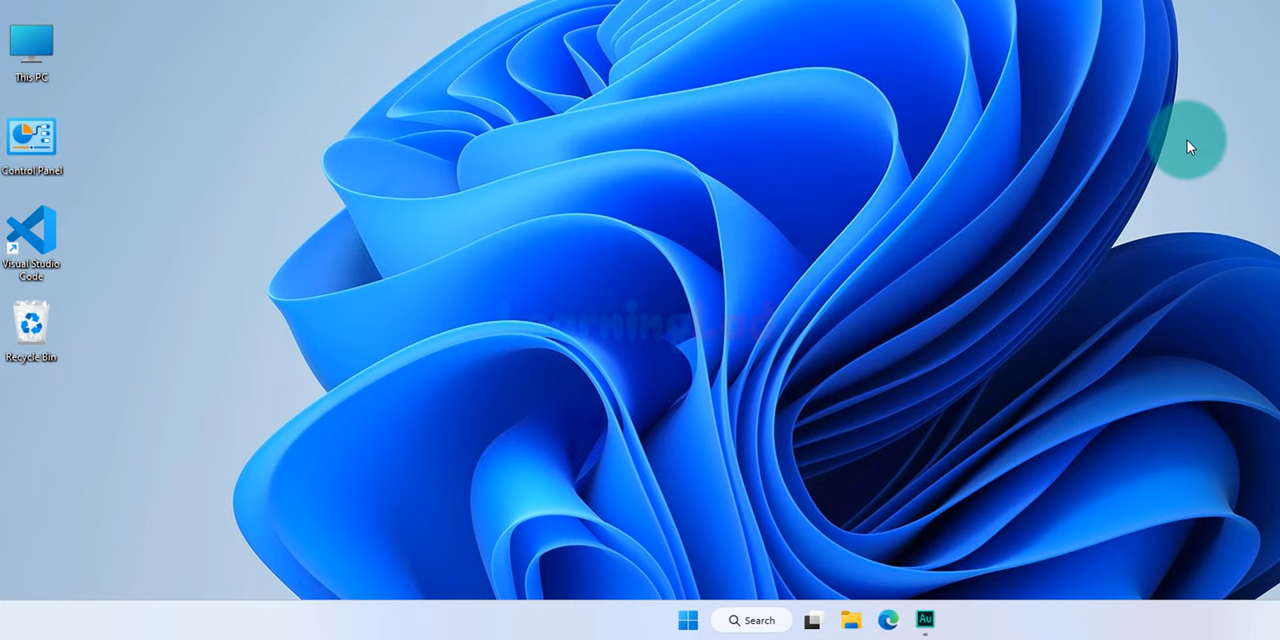 This PC
Control Panel
Visual Studio
Code
Recycle Bin
Search
Au